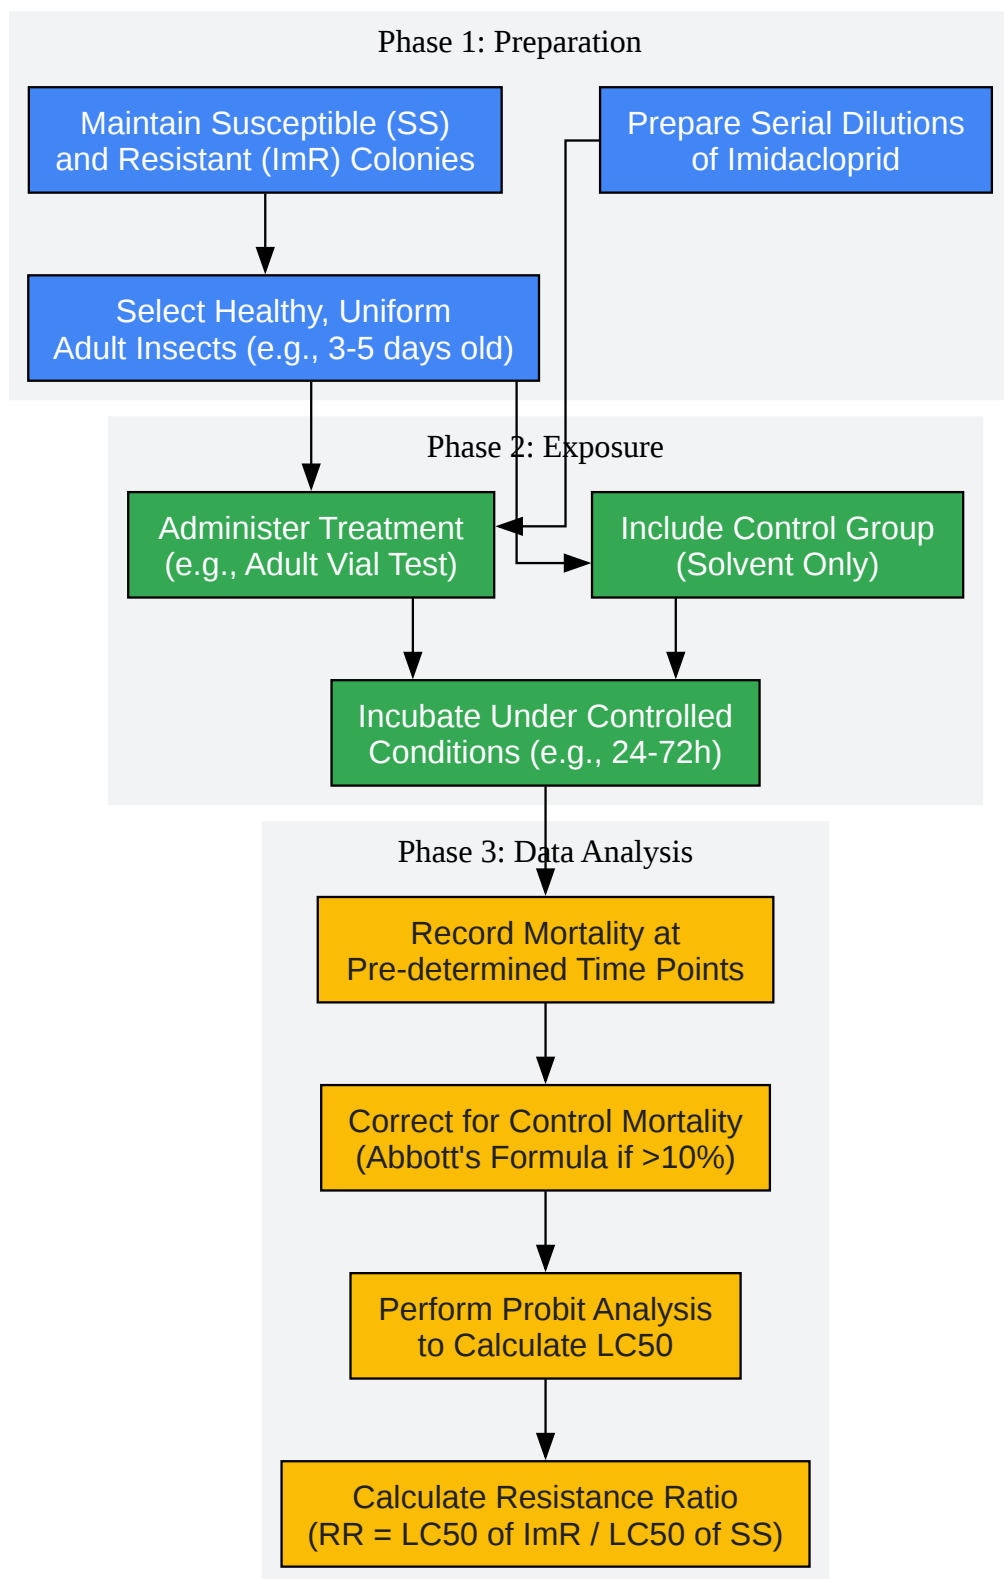 Phase 1: Preparation
Maintain Susceptible (SS)
and Resistant (ImR) Colonies
Prepare Serial Dilutions
of Imidacloprid
Select Healthy, Uniform
Adult Insects (e.g., 3-5 days old)
Phase 2: Exposure
Administer Treatment
(e.g., Adult Vial Test)
Include Control Group
(Solvent Only)
Incubate Under Controlled
Conditions (e.g., 24-72h)
Phase 3: Data Analysis
Record Mortality at
Pre-determined Time Points
Correct for Control Mortality
(Abbott's Formula if >10%)
Perform Probit Analysis
to Calculate LC50
Calculate Resistance Ratio
(RR = LC50 of ImR / LC50 of SS)